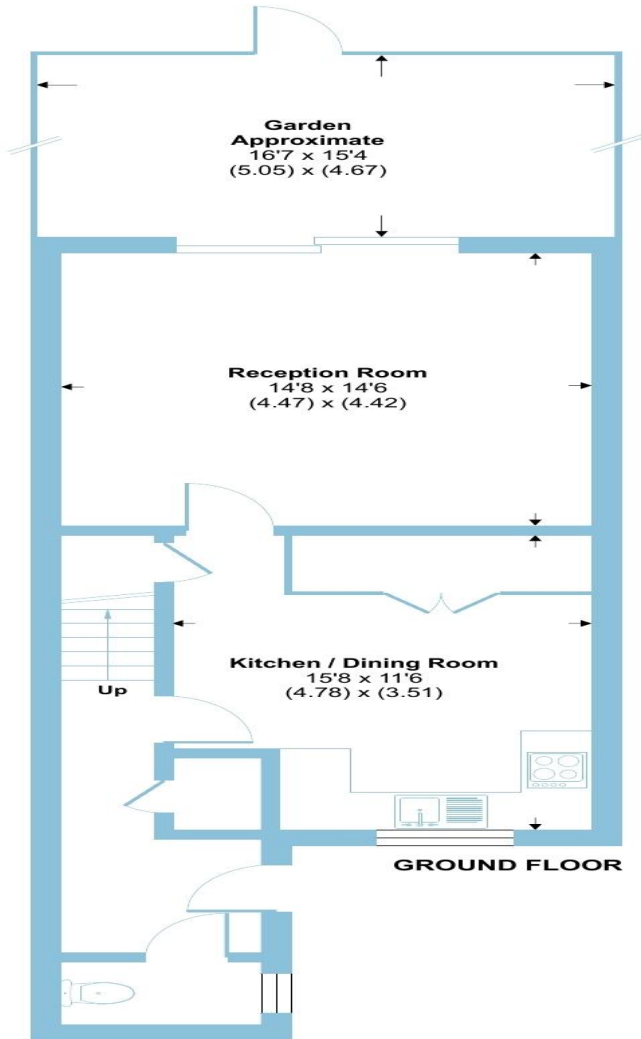 Garden
Approximate
16'7 x 15'4
(5.05) x (4.67)
Reception Room
14'8 x 14'6
(4.47) x (4.42)
Kitchen / Dining Room
15'8 x 11'6
(4.78) x (3.51)
Up
GROUND FLOOR